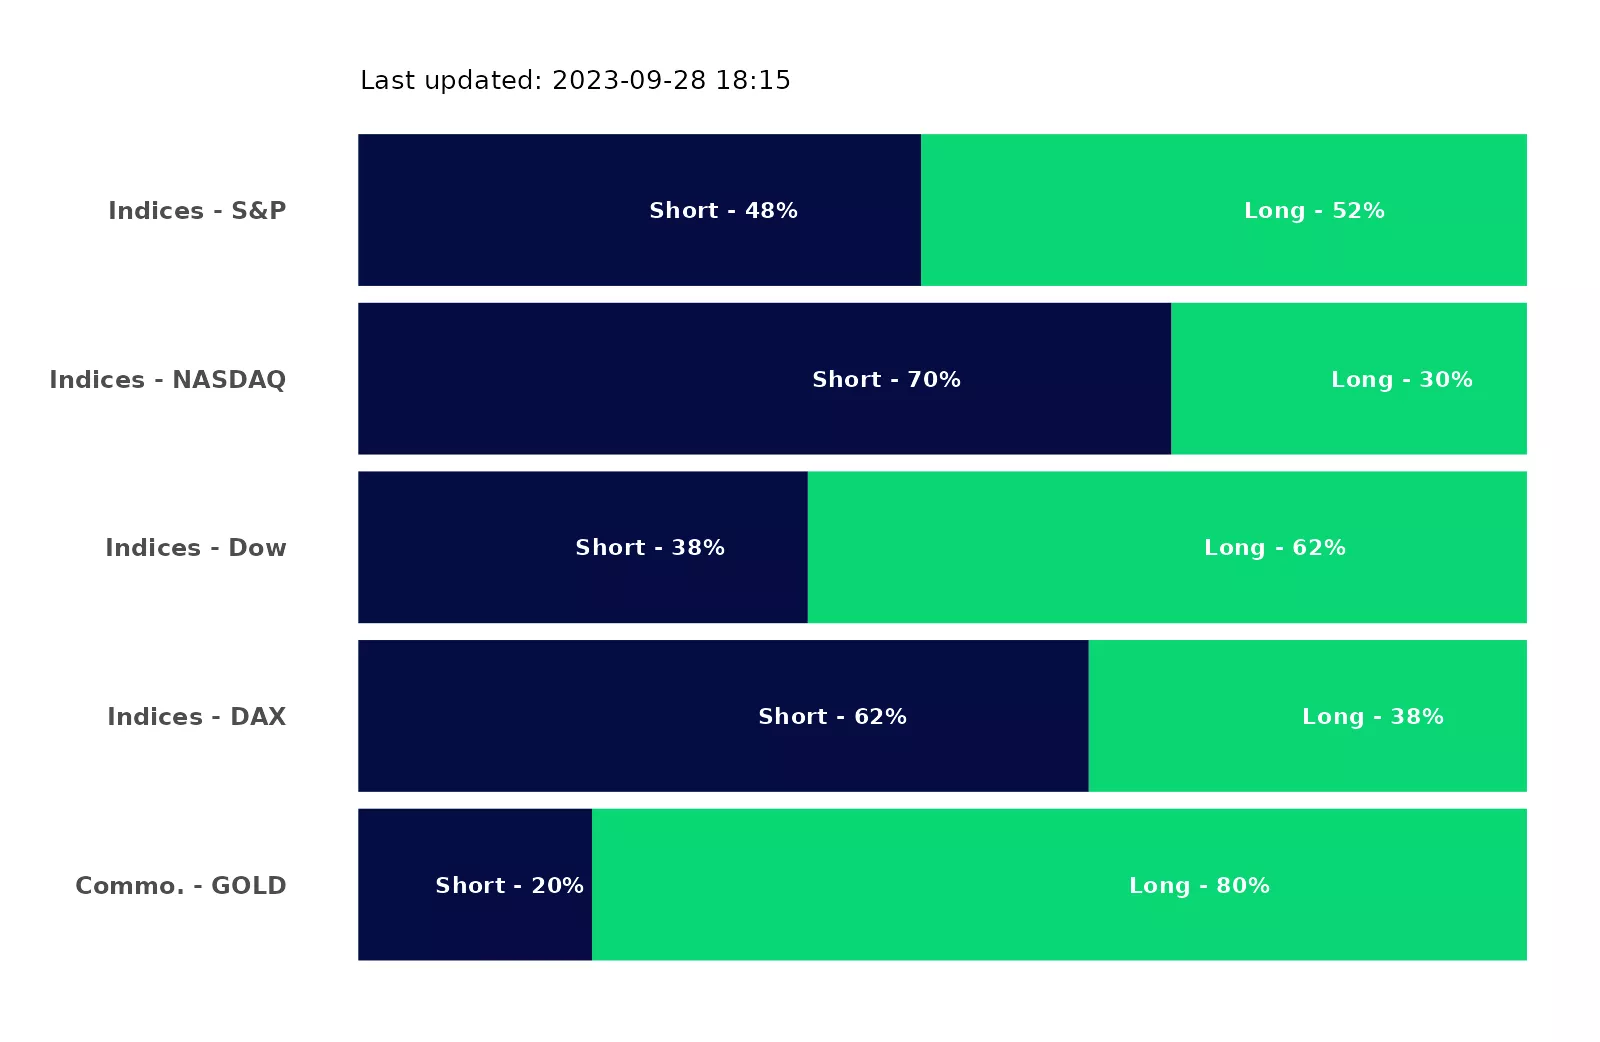 Last updated: 2023-09-28 18:15
Indices - S&P Short - 48% Long - 52%
Indices - NASDAQ Short - 70% Long - 30%
Indices - Dow Short - 38% Long - 62%
Indices - DAX Short - 62% Long - 38%
Commo. - GOLD Short - 20% Long - 80%